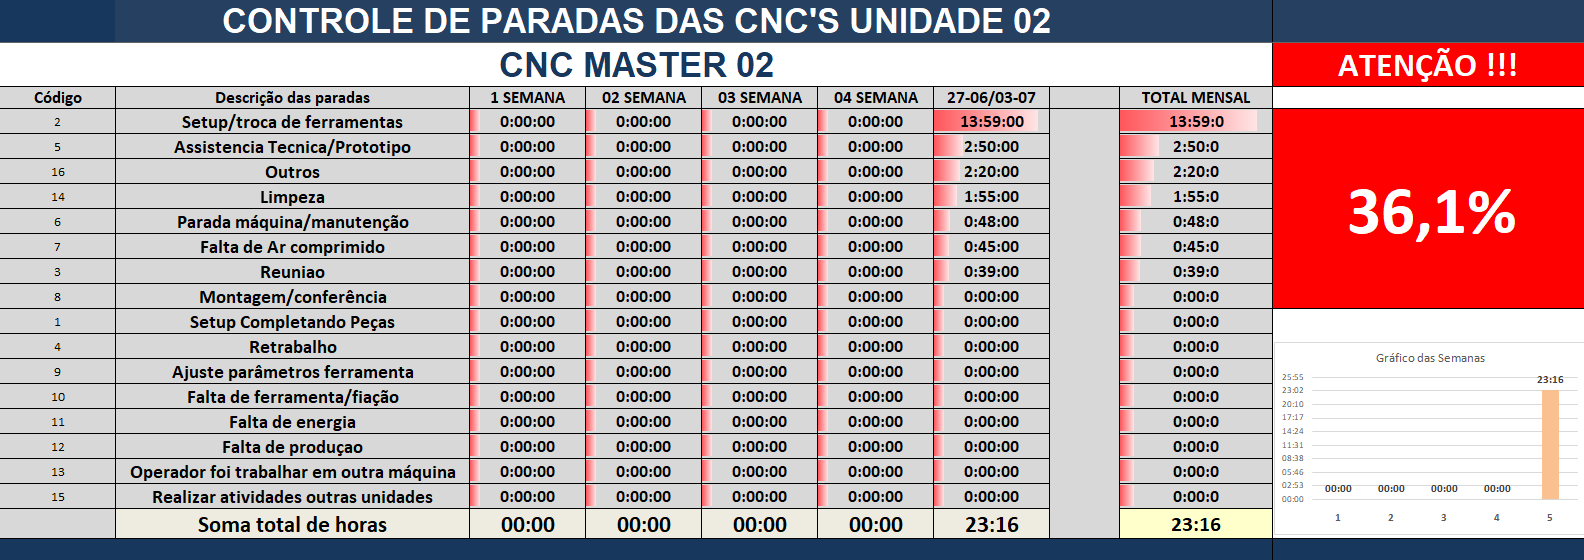 CONTROLE DE PARADAS DAS CNC'S UNIDADE 02
CNC MASTER 02
ATENÇÃO !!!
Código Descrição das paradas 1 SEMANA 02 SEMANA 03 SEMANA 04 SEMANA 27-06/03-07 TOTAL MENSAL
2 Setup/troca de ferramentas 0:00:00 0:00:00 0:00:00 0:00:00 13:59:00 13:59:0
5 Assistencia Tecnica/Prototipo 0:00:00 0:00:00 0:00:00 0:00:00 2:50:00 2:50:0
16 Outros 0:00:00 0:00:00 0:00:00 0:00:00 2:20:00 2:20:0
14 Limpeza 0:00:00 0:00:00 0:00:00 0:00:00 1:55:00 1:55:0
6 Parada máquina/manutenção 0:00:00 0:00:00 0:00:00 0:00:00 0:48:00 0:48:0
7 Falta de Ar comprimido 0:00:00 0:00:00 0:00:00 0:00:00 0:45:00 0:45:0
3 Reuniao 0:00:00 0:00:00 0:00:00 0:00:00 0:39:00 0:39:0
8 Montagem/conferência 0:00:00 0:00:00 0:00:00 0:00:00 0:00:00 0:00:0
1 Setup Completando Peças 0:00:00 0:00:00 0:00:00 0:00:00 0:00:00 0:00:0
4 Retrabalho 0:00:00 0:00:00 0:00:00 0:00:00 0:00:00 0:00:0
9 Ajuste parâmetros ferramenta 0:00:00 0:00:00 0:00:00 0:00:00 0:00:00 0:00:0
10 Falta de ferramenta/fiação 0:00:00 0:00:00 0:00:00 0:00:00 0:00:00 0:00:0
11 Falta de energia 0:00:00 0:00:00 0:00:00 0:00:00 0:00:00 0:00:0
12 Falta de produçao 0:00:00 0:00:00 0:00:00 0:00:00 0:00:00 0:00:0
13 Operador foi trabalhar em outra máquina 0:00:00 0:00:00 0:00:00 0:00:00 0:00:00 0:00:0
15 Realizar atividades outras unidades 0:00:00 0:00:00 0:00:00 0:00:00 0:00:00 0:00:0
Soma total de horas 00:00 00:00 00:00 00:00 23:16 23:16
36,1%
Gráfico das Semanas
25:55
23:02
20:10
17:17
14:24
11:31
08:38
05:46
02:53
00:00
00:00 00:00 00:00 00:00 23:16
1 2 3 4 5